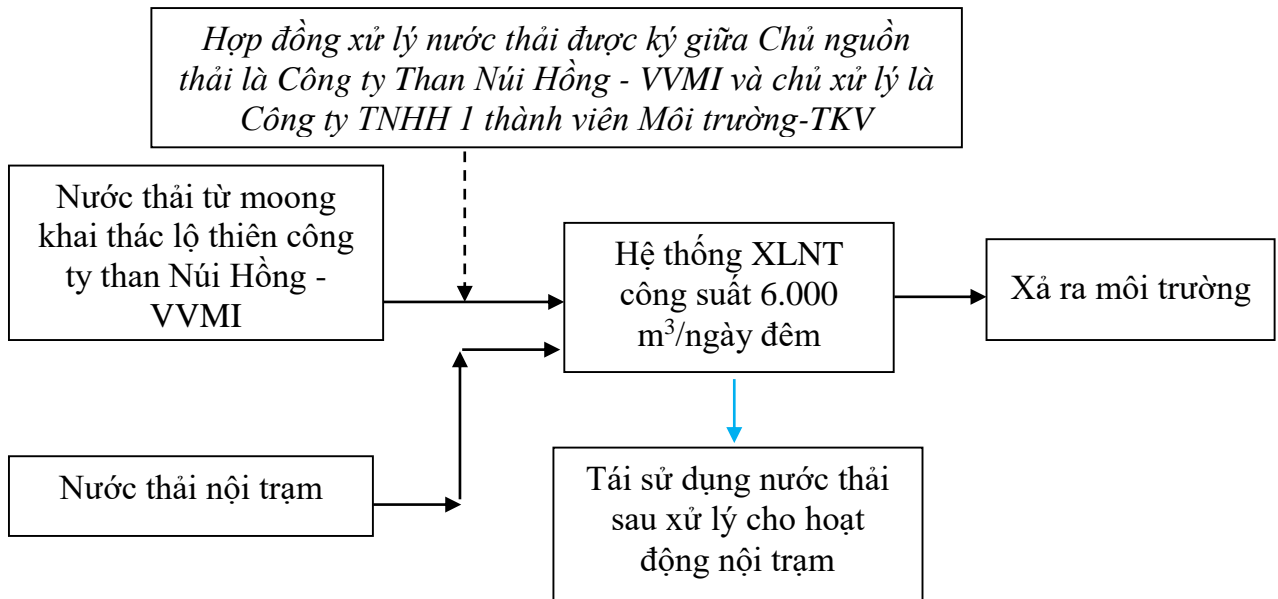 Hợp đồng xử lý nước thải được ký giữa Chủ nguồn
thải là Công ty Than Núi Hồng - VVMI và chủ xử lý là
Công ty TNHH 1 thành viên Môi trường-TKV
Nước thải từ moong
khai thác lộ thiên công
ty than Núi Hồng -
VVMI
Hệ thống XLNT
công suất 6.000
m³/ngày đêm
Xả ra môi trường
Nước thải nội trạm
Tái sử dụng nước thải
sau xử lý cho hoạt
động nội trạm